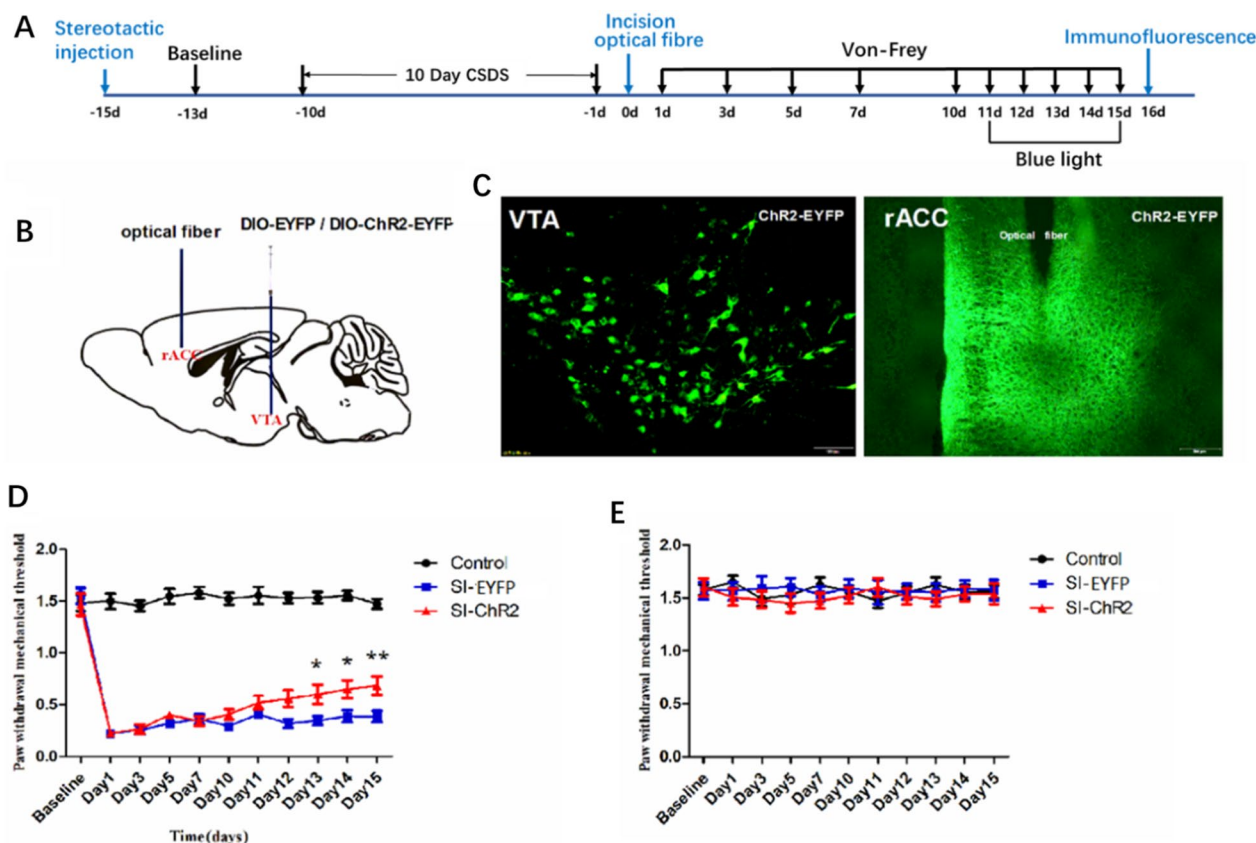 A
Stereotactic
injection
Baseline
10 Day CSDS
Incision
optical fibre
Von-Frey
Immunofluorescence
-15d -13d -10d -1d 0d 1d 3d 5d 7d 10d 11d 12d 13d 14d 15d 16d
Blue light
B
optical fiber
DIO-EYFP / DIO-ChR2-EYFP
rACC
VTA
C
VTA
ChR2-EYFP
rACC
ChR2-EYFP
Optical fiber
D
Paw withdrawal mechanical threshold
2.0
1.5
1.0
0.5
0.0
Control
SI-EYFP
SI-ChR2
* * **
Baseline Day1 Day3 Day5 Day7 Day10 Day11 Day12 Day13 Day14 Day15
Time(days)
E
Paw withdrawal mechanical threshold
2.0
1.5
1.0
0.5
0.0
Control
SI-EYFP
SI-ChR2
Baseline Day1 Day3 Day5 Day7 Day10 Day11 Day12 Day13 Day14 Day15